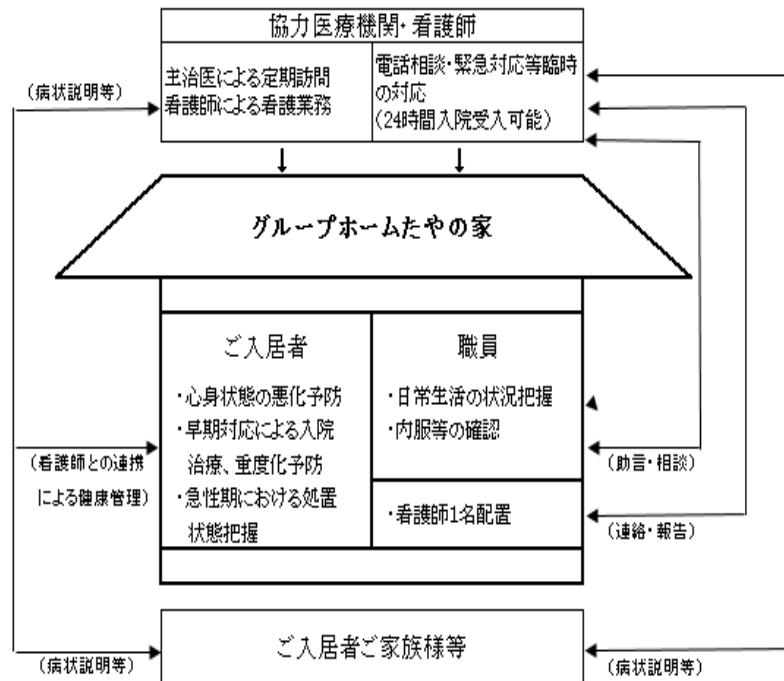 協力医療機関・看護師
主治医による定期訪問
看護師による看護業務
電話相談・緊急対応等臨時
の対応
(24時間入院受入可能)
(病状説明等)
グループホームたやの家
ご入居者
・心身状態の悪化予防
・早期対応による入院
治療、重度化予防
・急性期における処置
状態把握
職員
・日常生活の状況把握
・内服等の確認
・看護師1名配置
(看護師との連携
による健康管理)
(助言・相談)
(連絡・報告)
ご入居者ご家族様等
(病状説明等)
(病状説明等)